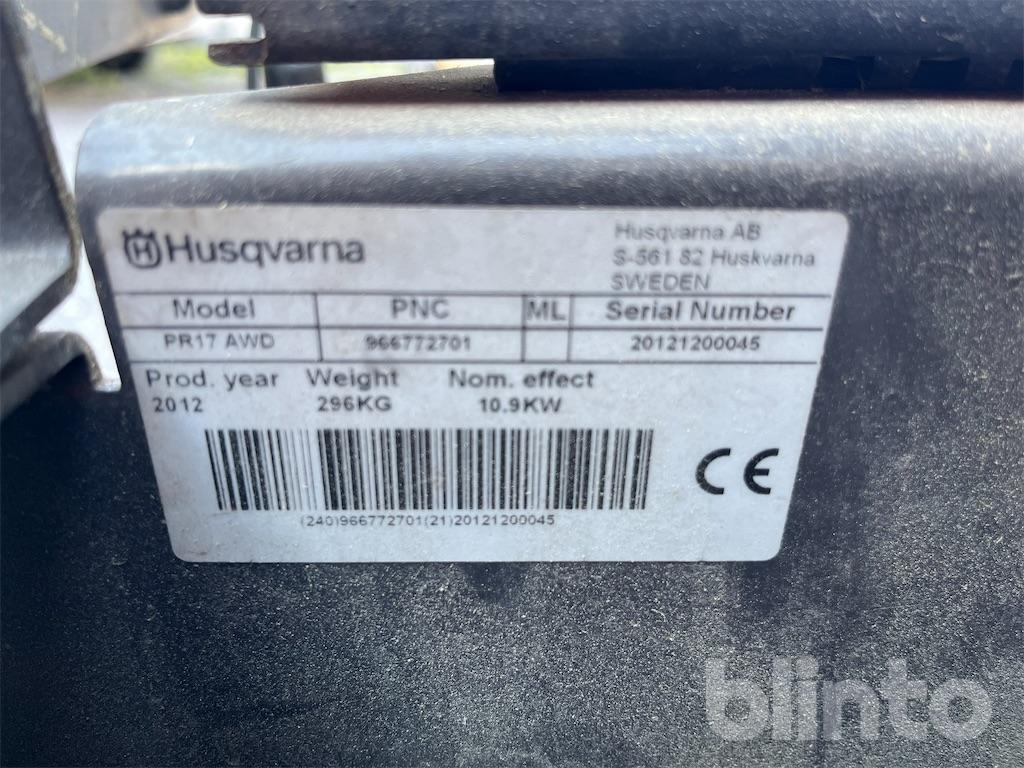 Husqvarna
Husqvarna AB
S-561 82 Huskvarna
SWEDEN
Model PNC ML Serial Number
PR17 AWD 966772701 20121200045
Prod. year Weight Nom. effect
2012 296KG 10.9KW
CE
(240)966772701(21)20121200045
blinto